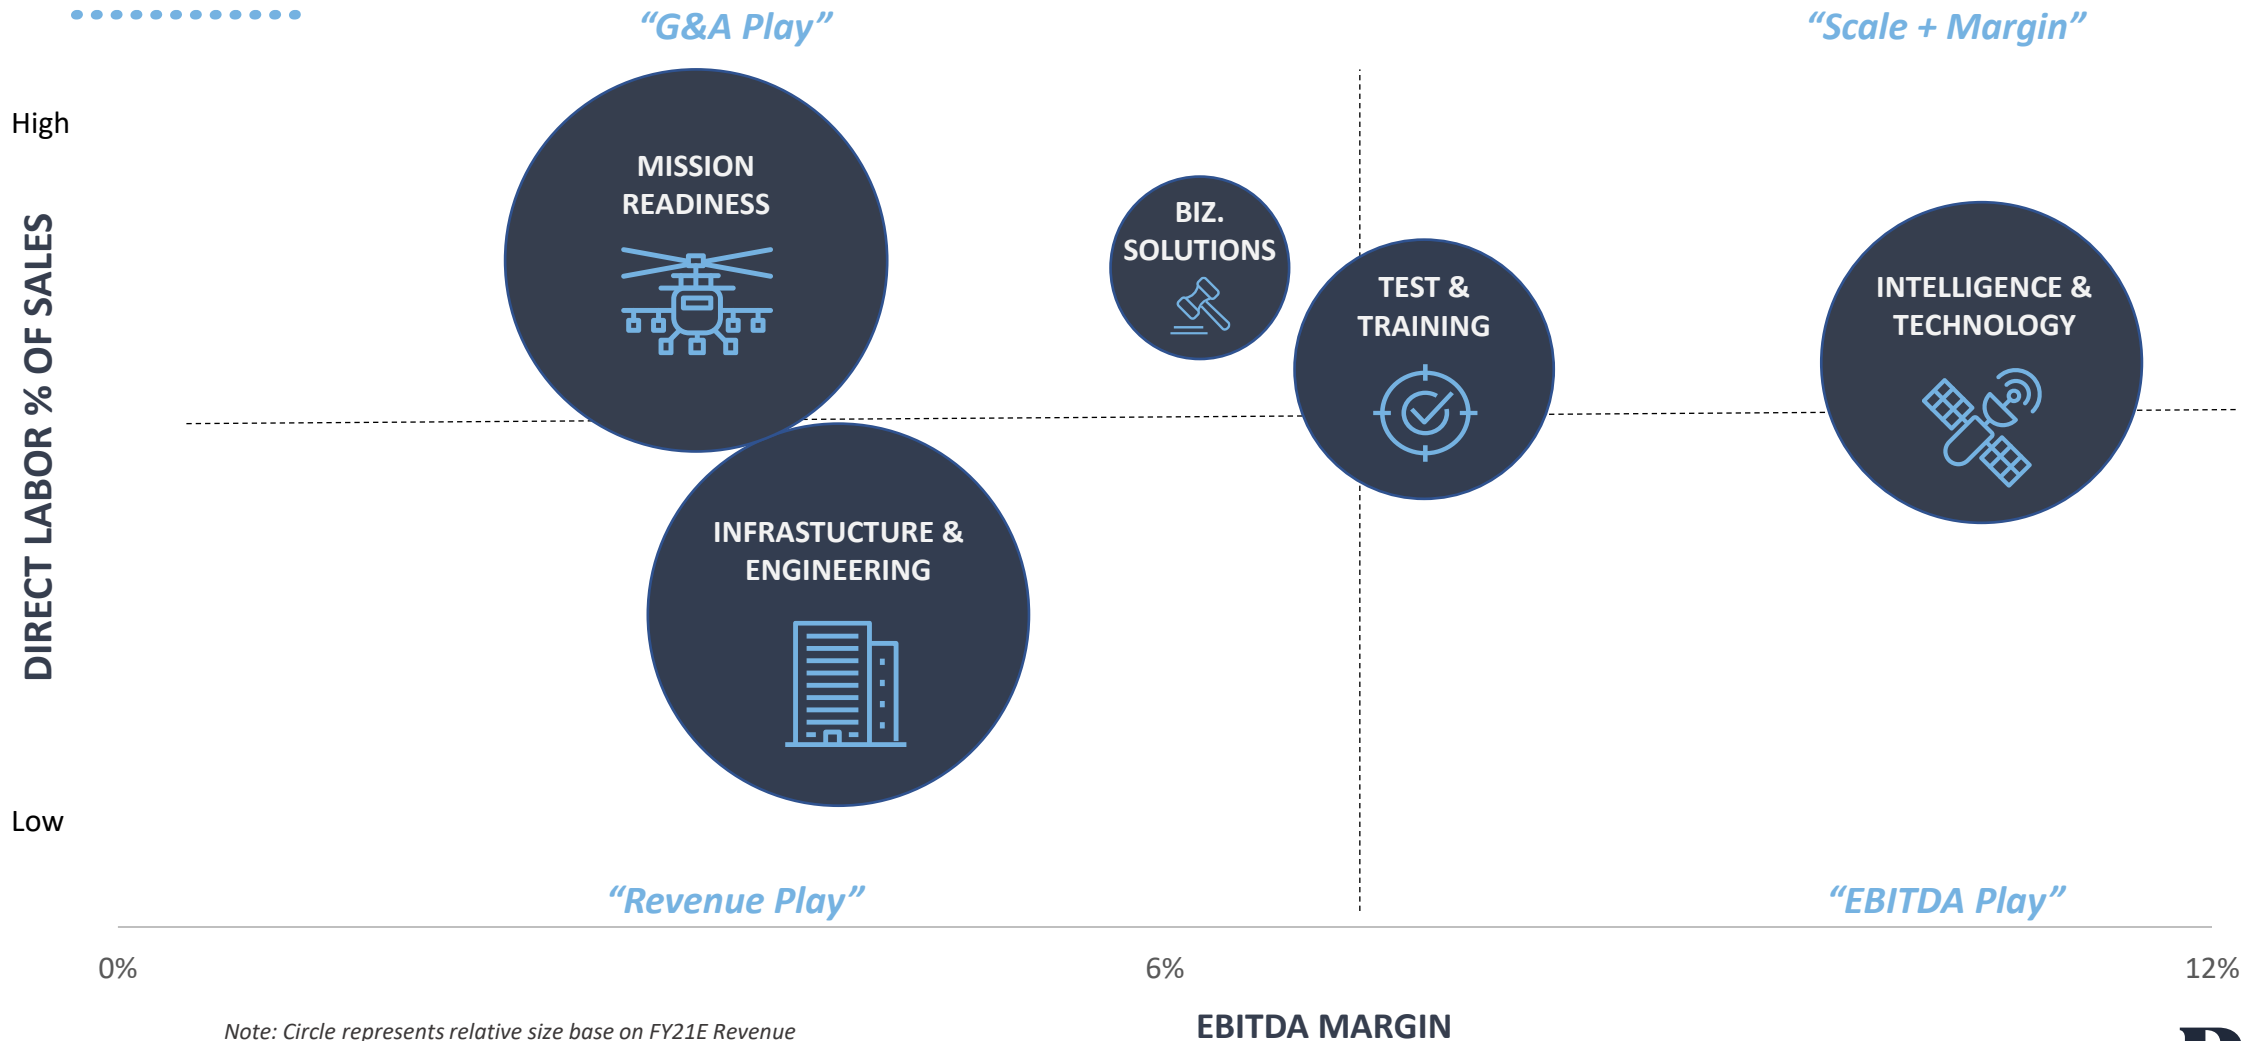 “G&A Play”
“Scale + Margin”
High
DIRECT LABOR % OF SALES
MISSION
READINESS
BIZ.
SOLUTIONS
TEST &
TRAINING
INTELLIGENCE &
TECHNOLOGY
INFRASTUCTURE &
ENGINEERING
Low
“Revenue Play”
“EBITDA Play”
0%
6%
12%
EBITDA MARGIN
Note: Circle represents relative size base on FY21E Revenue